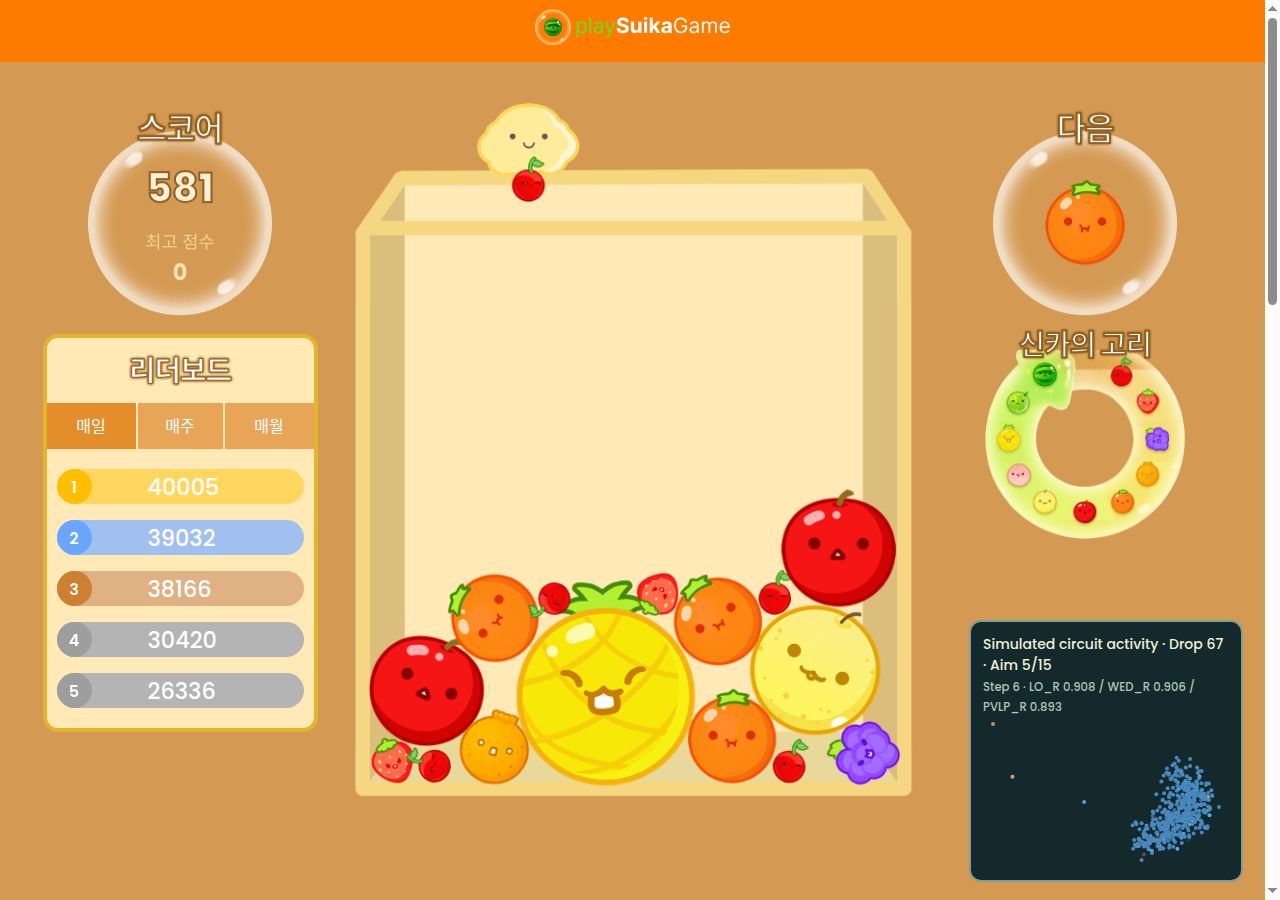 playSuikaGame
스코어
581
최고 점수
0
다음
리더보드
매일 매주 매월
1 40005
2 39032
3 38166
4 30420
5 26336
신카의 고리
Simulated circuit activity · Drop 67
· Aim 5/15
Step 6 · LO_R 0.908 / WED_R 0.906 /
PVLP_R 0.893